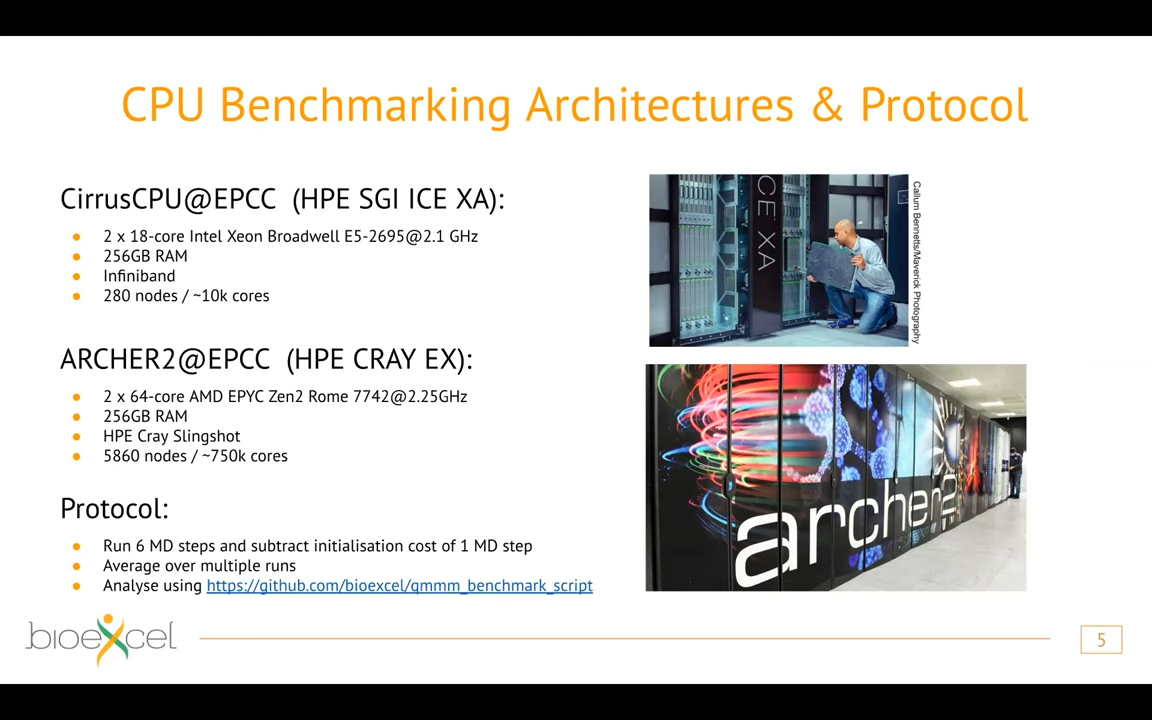 CPU Benchmarking Architectures & Protocol
CirrusCPU@EPCC (HPE SGI ICE XA):
● 2 x 18-core Intel Xeon Broadwell E5-2695@2.1 GHz
● 256GB RAM
● Infiniband
● 280 nodes / ~10k cores
ARCHER2@EPCC (HPE CRAY EX):
● 2 x 64-core AMD EPYC Zen2 Rome 7742@2.25GHz
● 256GB RAM
● HPE Cray Slingshot
● 5860 nodes / ~750k cores
Protocol:
● Run 6 MD steps and subtract initialisation cost of 1 MD step
● Average over multiple runs
● Analyse using https://github.com/bioexcel/qmmm_benchmark_script
CE XA
Callum Bennetts/Maverick Photography
archer2
bioexcel
5